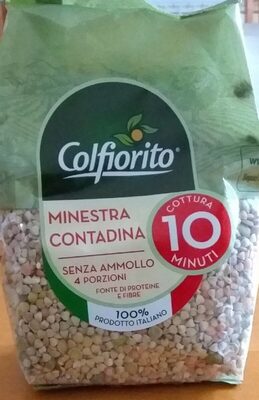 Colfiorito®
MINESTRA
CONTADINA
COTTURA
10
MINUTI
SENZA AMMOLLO
4 PORZIONI
FONTE DI PROTEINE
E FIBRE
100%
PRODOTTO ITALIANO